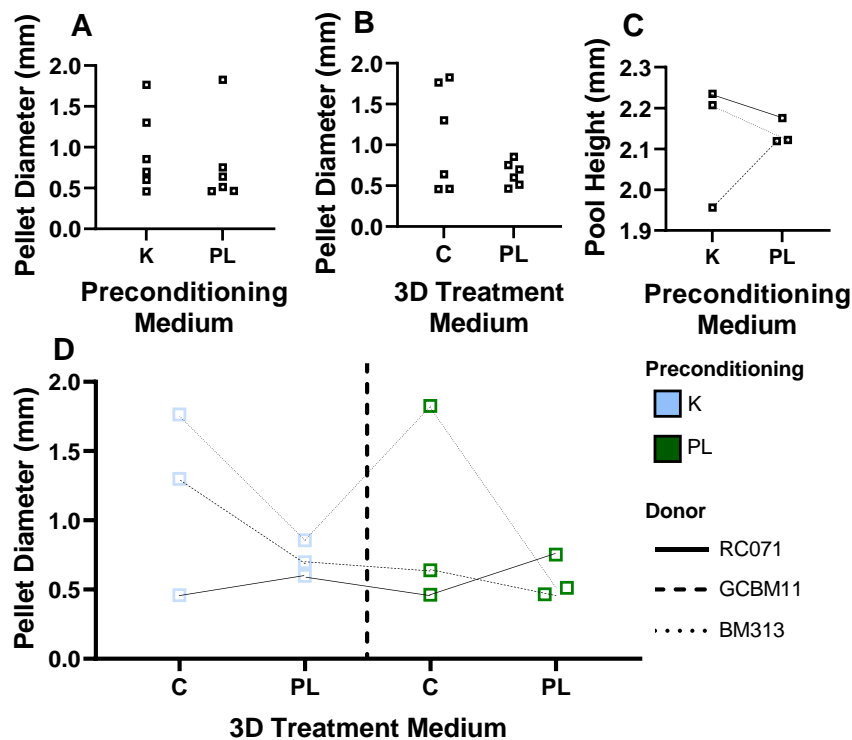 A
Pellet Diameter (mm)
2.0
1.5
1.0
0.5
0.0
K PL
Preconditioning
Medium
B
Pellet Diameter (mm)
2.0
1.5
1.0
0.5
0.0
C PL
3D Treatment
Medium
C
Pool Height (mm)
2.3
2.2
2.1
2.0
1.9
K PL
Preconditioning
Medium
D
Pellet Diameter (mm)
2.0
1.5
1.0
0.5
0.0
C PL C PL
3D Treatment Medium
Preconditioning
K
PL
Donor
RC071
GCBM11
BM313